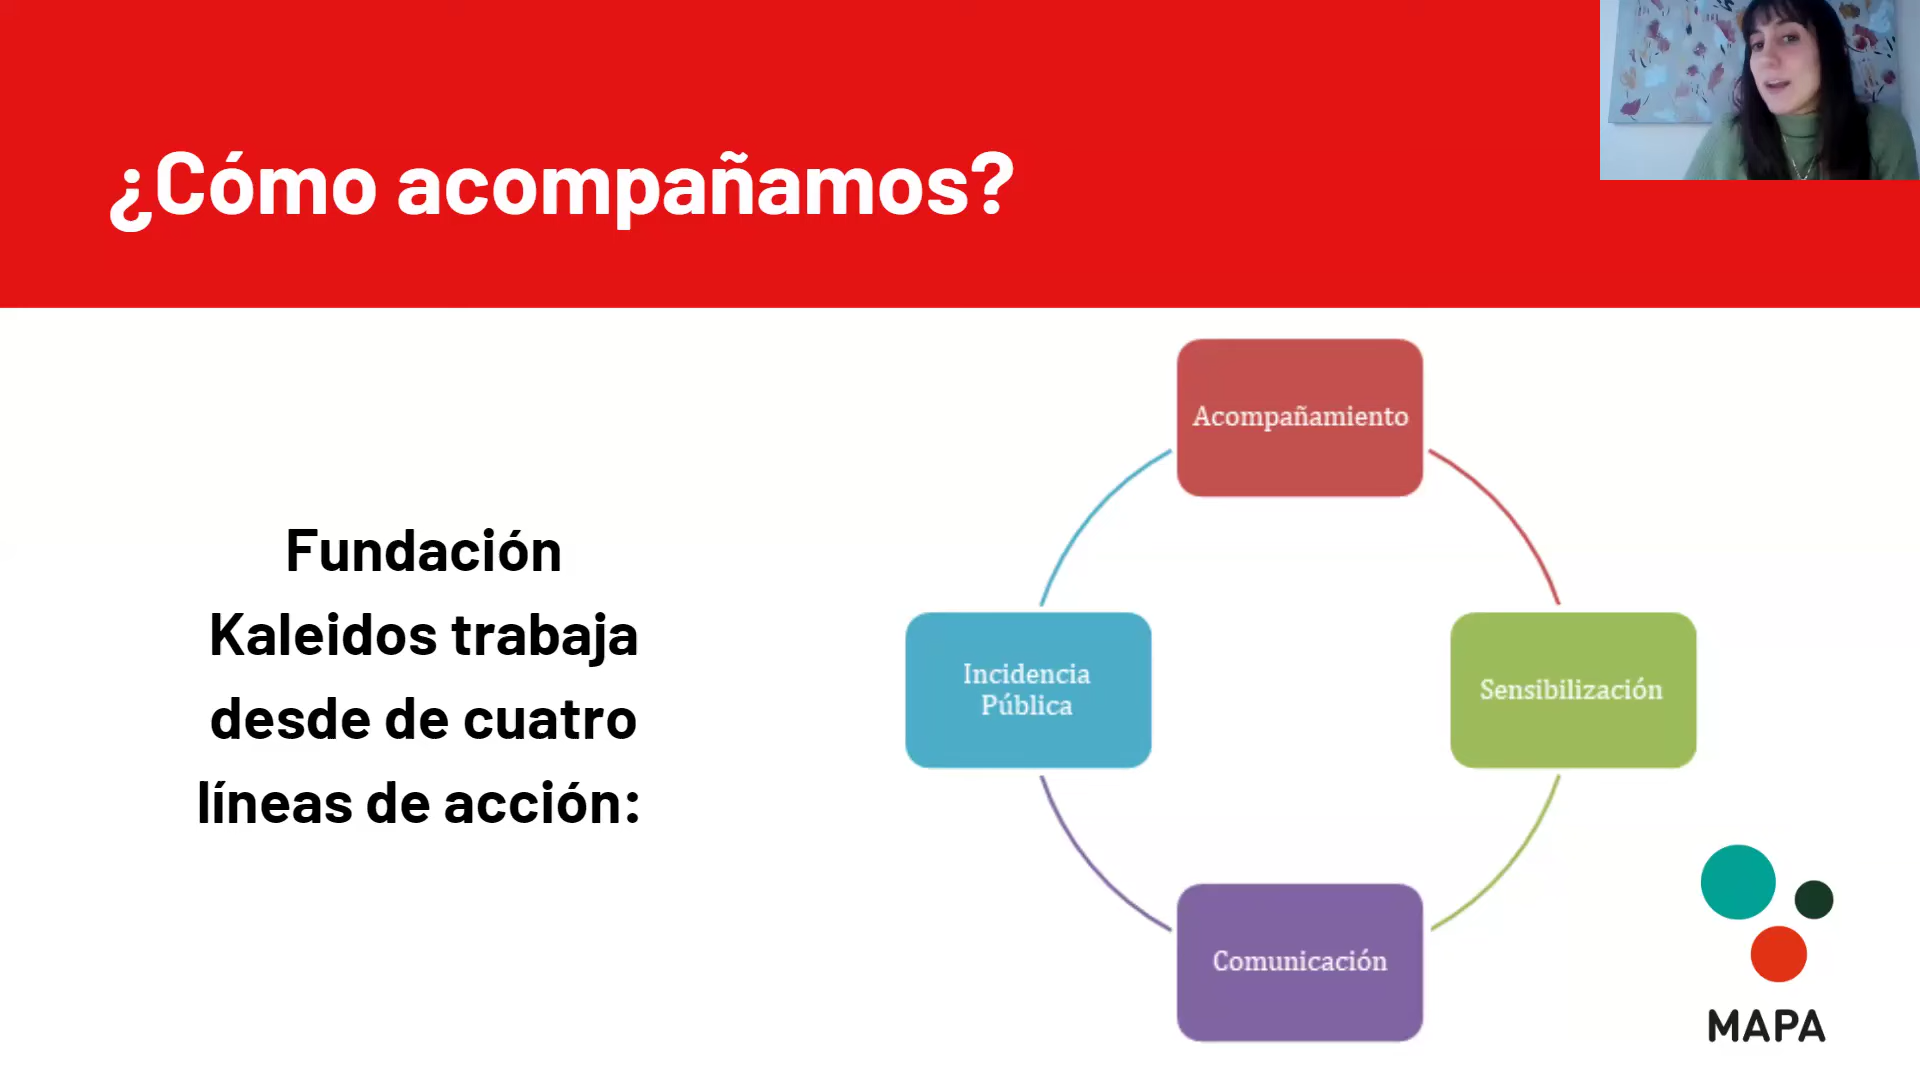 ¿Cómo acompañamos?
Fundación
Kaleidos trabaja
desde de cuatro
líneas de acción:
Acompañamiento
Incidencia
Pública
Sensibilización
Comunicación
MAPA